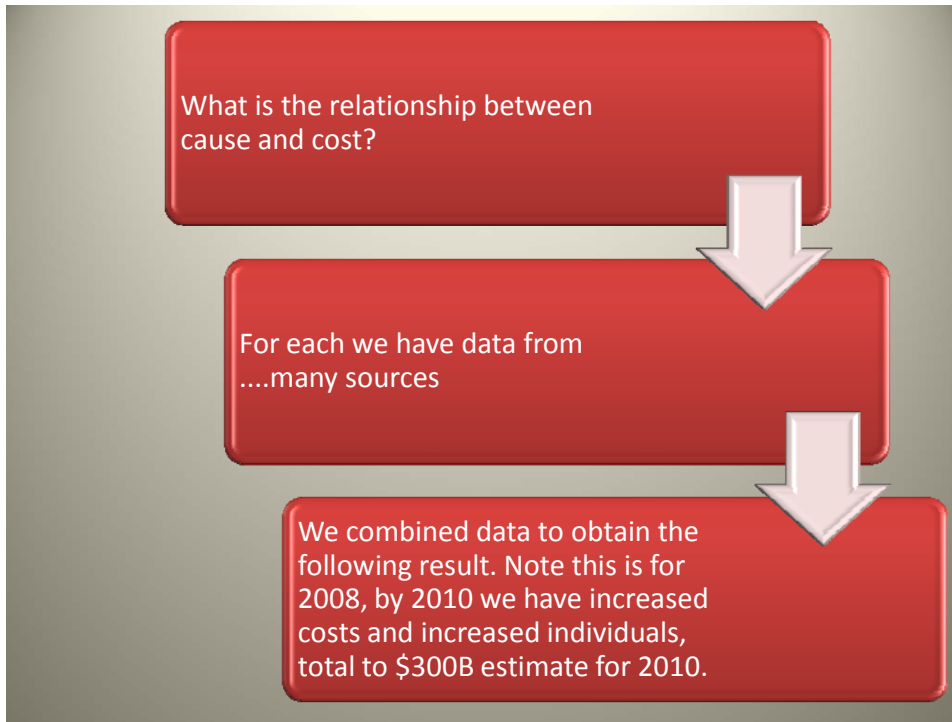 What is the relationship between
cause and cost?
For each we have data from
....many sources
We combined data to obtain the
following result. Note this is for
2008, by 2010 we have increased
costs and increased individuals,
total to $300B estimate for 2010.